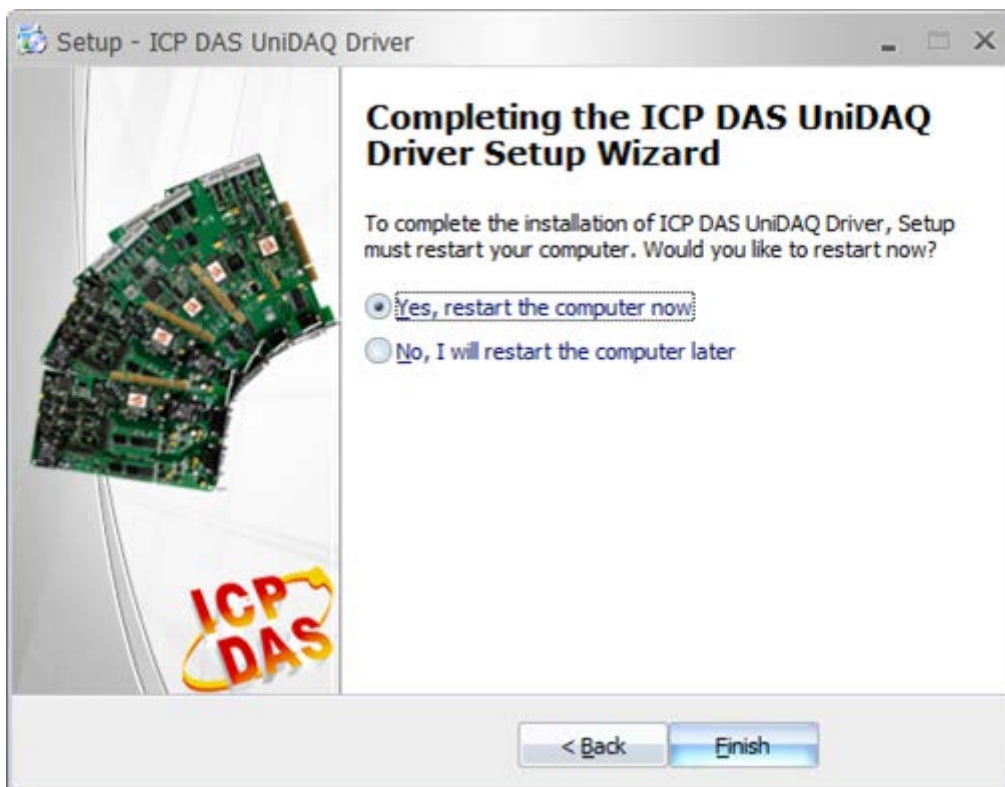 Setup - ICP DAS UniDAQ Driver
Completing the ICP DAS UniDAQ
Driver Setup Wizard
To complete the installation of ICP DAS UniDAQ Driver, Setup
must restart your computer. Would you like to restart now?
Yes, restart the computer now
No, I will restart the computer later
ICP
DAS
< Back
Finish